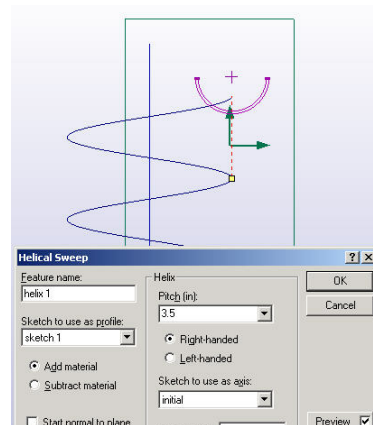 Helical Sweep
Feature name:
helix 1
Sketch to use as profile:
sketch 1
Add material
Subtract material
Start normal to plane
Helix
Pitch (in):
3.5
Right-handed
Left-handed
Sketch to use as axis:
initial
OK
Cancel
Preview